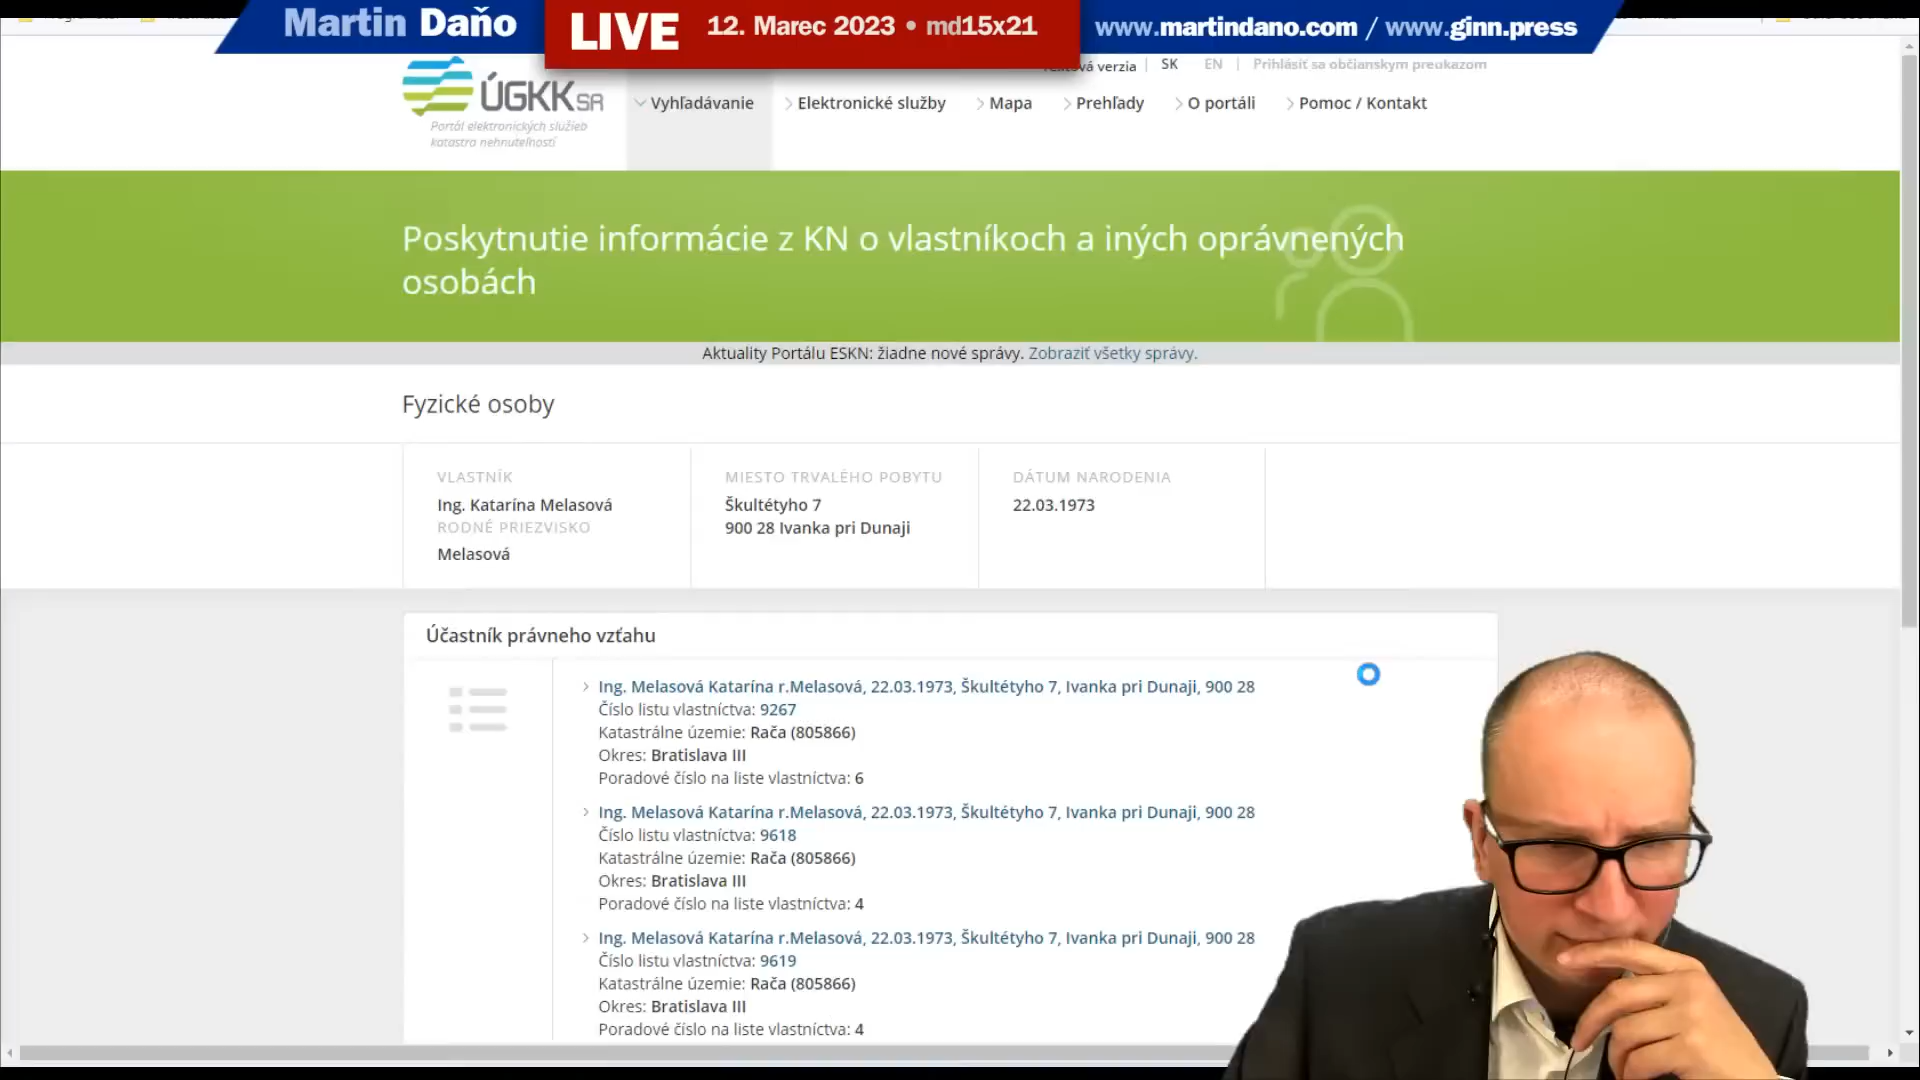 Martin Daňo
LIVE
12. Marec 2023 • md15x21
www.martindano.com / www.ginn.press
verzia
SK
EN
Prihlásiť sa občianskym preukazom
ÚGKK SR
Portál elektronických služieb
katastra nehnuteľností
Vyhľadávanie
Elektronické služby
Mapa
Prehľady
O portáli
Pomoc / Kontakt
Poskytnutie informácie z KN o vlastníkoch a iných oprávnených
osobách
Aktuality Portálu ESKN: žiadne nové správy. Zobraziť všetky správy.
Fyzické osoby
VLASTNÍK
Ing. Katarína Melasová
RODNÉ PRIEZVISKO
Melasová
MIESTO TRVALÉHO POBYTU
Škultétyho 7
900 28 Ivanka pri Dunaji
DÁTUM NARODENIA
22.03.1973
Účastník právneho vzťahu
Ing. Melasová Katarína r.Melasová, 22.03.1973, Škultétyho 7, Ivanka pri Dunaji, 900 28
Číslo listu vlastníctva: 9267
Katastrálne územie: Rača (805866)
Okres: Bratislava III
Poradové číslo na liste vlastníctva: 6
Ing. Melasová Katarína r.Melasová, 22.03.1973, Škultétyho 7, Ivanka pri Dunaji, 900 28
Číslo listu vlastníctva: 9618
Katastrálne územie: Rača (805866)
Okres: Bratislava III
Poradové číslo na liste vlastníctva: 4
Ing. Melasová Katarína r.Melasová, 22.03.1973, Škultétyho 7, Ivanka pri Dunaji, 900 28
Číslo listu vlastníctva: 9619
Katastrálne územie: Rača (805866)
Okres: Bratislava III
Poradové číslo na liste vlastníctva: 4